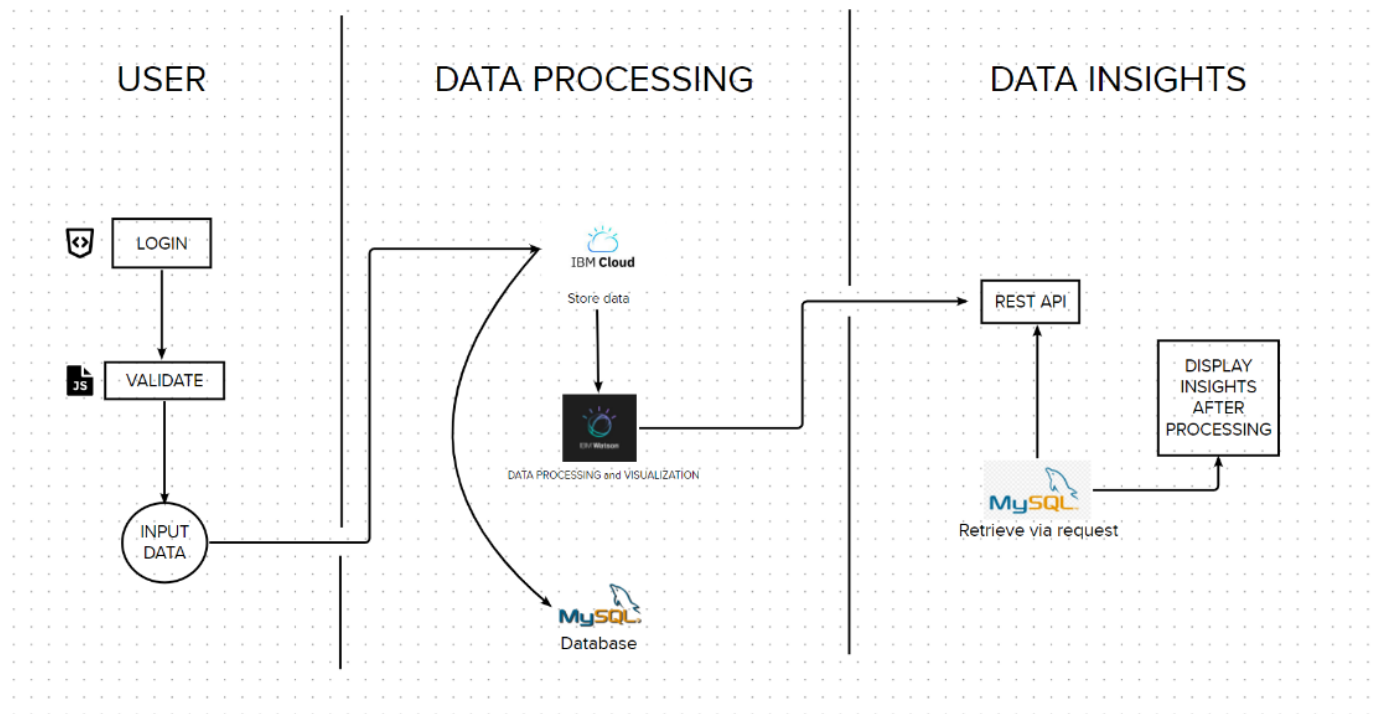 USER
DATA PROCESSING
DATA INSIGHTS
LOGIN
JS
VALIDATE
INPUT
DATA
IBM Cloud
Store data
IBM Watson
DATA PROCESSING and VISUALIZATION
MySQL
Database
REST API
MySQL
Retrieve via request
DISPLAY
INSIGHTS
AFTER
PROCESSING